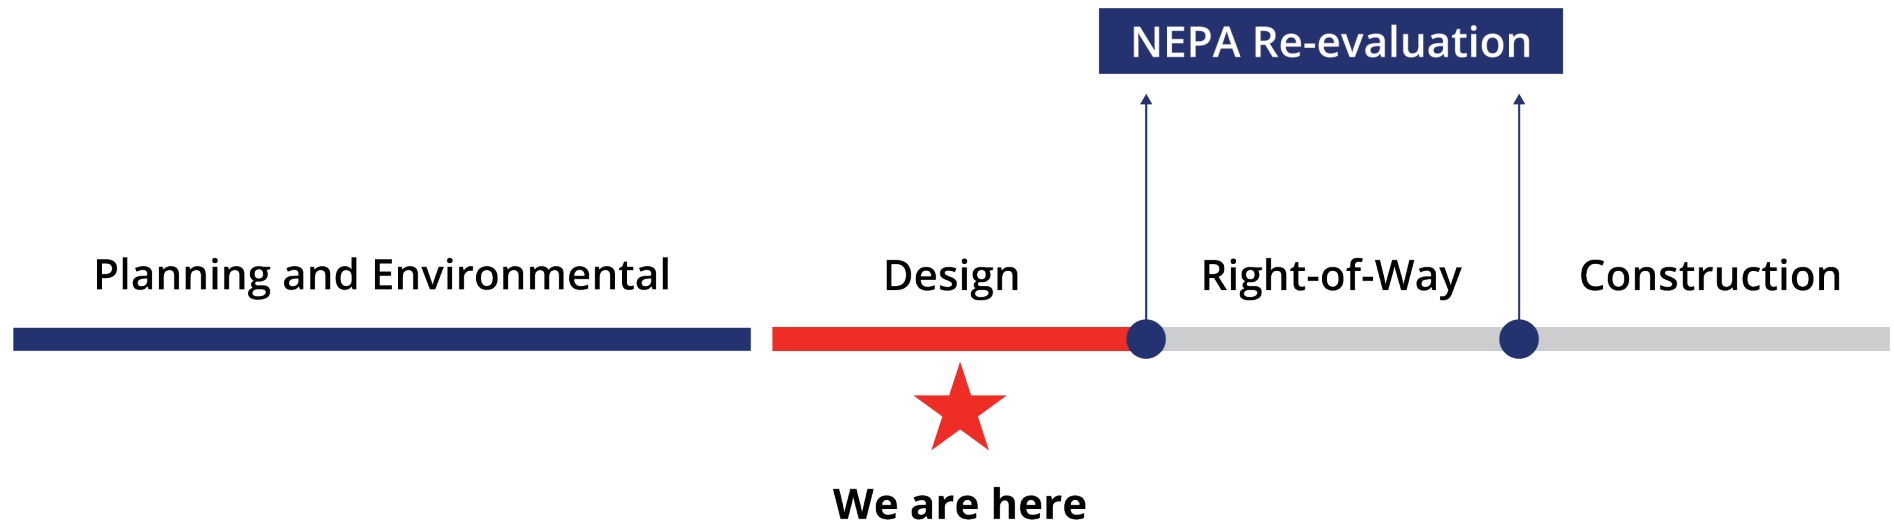 NEPA Re-evaluation
Planning and Environmental
Design
Right-of-Way
Construction
We are here